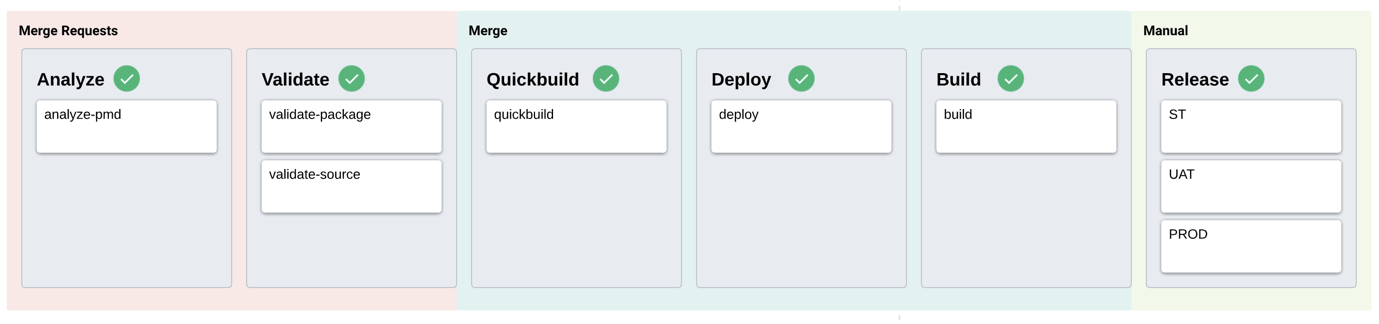 Merge Requests
Merge
Manual
Analyze
analyze-pmd
Validate
validate-package
validate-source
Quickbuild
quickbuild
Deploy
deploy
Build
build
Release
ST
UAT
PROD